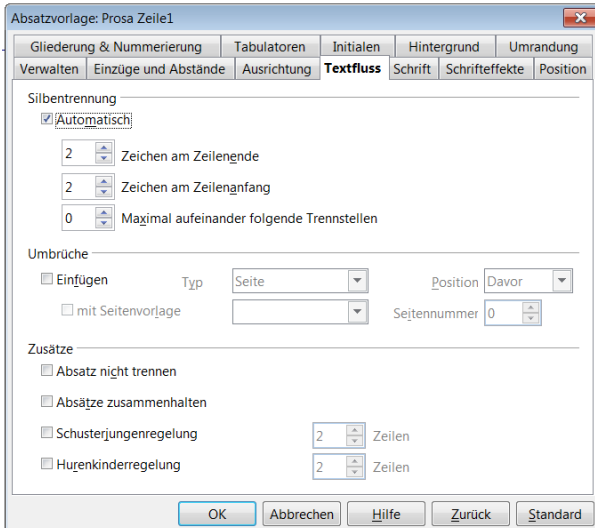 Absatzvorlage: Prosa Zeile1
Gliederung & Nummerierung Tabulatoren Initialen Hintergrund Umrandung
Verwalten Einzüge und Abstände Ausrichtung Textfluss Schrift Schrifteffekte Position
Silbentrennung
Automatisch
2 Zeichen am Zeilenende
2 Zeichen am Zeilenanfang
0 Maximal aufeinander folgende Trennstellen
Umbrüche
Einfügen Typ Seite Position Davor
mit Seitenvorlage Seitennummer 0
Zusätze
Absatz nicht trennen
Absätze zusammenhalten
Schusterjungenregelung 2 Zeilen
Hurenkinderregelung 2 Zeilen
OK Abbrechen Hilfe Zurück Standard